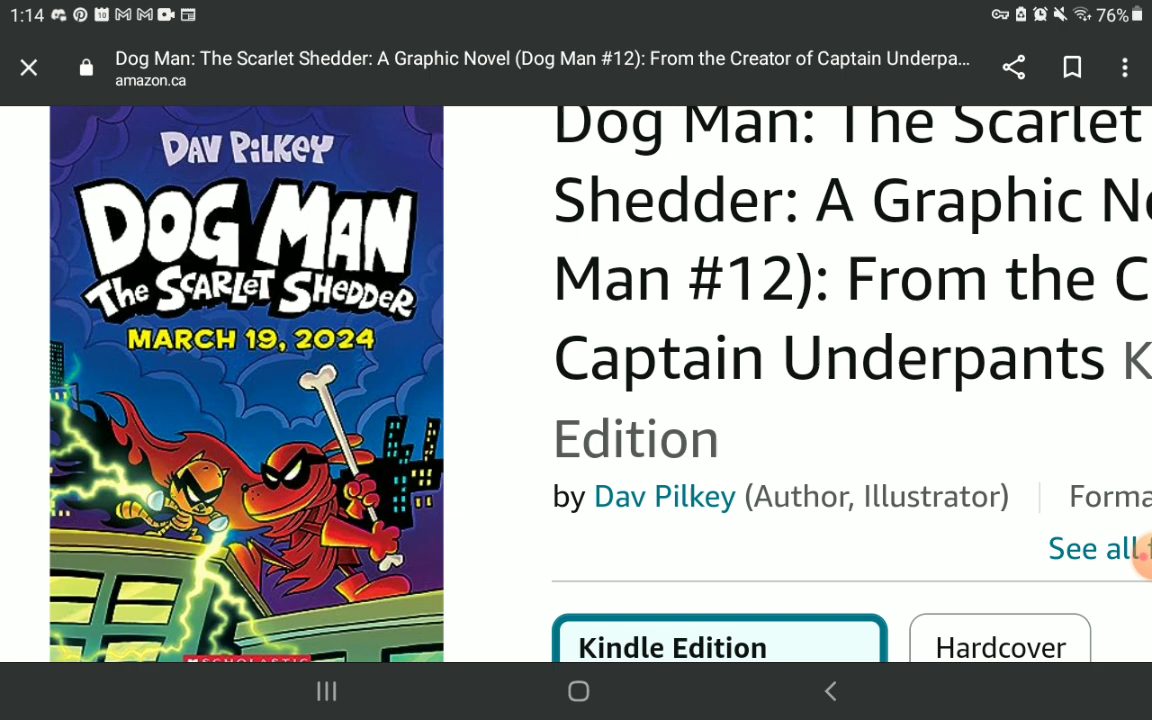 1:14
76%
Dog Man: The Scarlet Shedder: A Graphic Novel (Dog Man #12): From the Creator of Captain Underpa...
amazon.ca
DAV PiLKEY
DOG MAN
The SCARLET SHEDDER
MARCH 19, 2024
SCHOLASTIC
Dog Man: The Scarlet
Shedder: A Graphic N
Man #12): From the C
Captain Underpants K
Edition
by Dav Pilkey (Author, Illustrator)
Forma
See all f
Kindle Edition
Hardcover